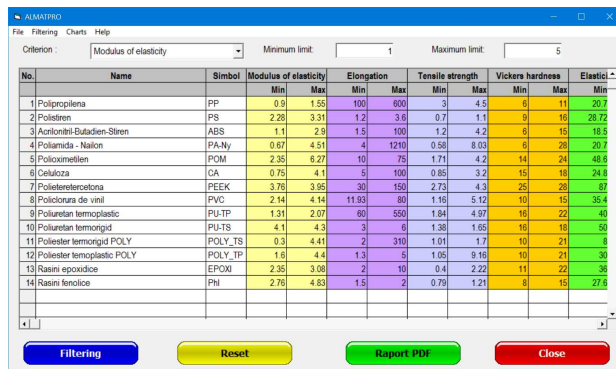 ALMATPRO
File Filtering Charts Help
Criterion : Modulus of elasticity Minimum limit: 1 Maximum limit: 5
No. Name Simbol Modulus of elasticity Elongation Tensile strength Vickers hardness Elastici
Min Max Min Max Min Max Min Max Min
1 Polipropilena PP 0.9 1.55 100 600 3 4.5 6 11 20.7
2 Polistiren PS 2.28 3.31 1.2 3.6 0.7 1.1 9 16 28.72
3 Acrilonitril-Butadien-Stiren ABS 1.1 2.9 1.5 100 1.2 4.2 6 15 18.5
4 Poliamida - Nailon PA-Ny 0.67 4.51 4 1210 0.58 8.03 6 28 20.7
5 Polioximetilen POM 2.35 6.27 10 75 1.71 4.2 14 24 48.6
6 Celuloza CA 0.75 4.1 5 100 0.85 3.2 15 18 24.8
7 Polieteretercetona PEEK 3.76 3.95 30 150 2.73 4.3 25 28 87
8 Policlorura de vinil PVC 2.14 4.14 11.93 80 1.16 5.12 10 15 35.4
9 Poliuretan termoplastic PU-TP 1.31 2.07 60 550 1.84 4.97 16 22 40
10 Poliuretan termorigid PU-TS 4.1 4.3 3 6 1.38 1.65 16 18 50
11 Poliester termorigid POLY POLY_TS 0.3 4.41 2 310 1.01 1.7 10 21 8
12 Poliester temoplastic POLY POLY_TP 1.6 4.4 1.3 5 1.05 9.16 10 21 30
13 Rasini epoxidice EPOXI 2.35 3.08 2 10 0.4 2.22 11 22 36
14 Rasini fenolice Phl 2.76 4.83 1.5 2 0.79 1.21 8 15 27.6
Filtering Reset Raport PDF Close